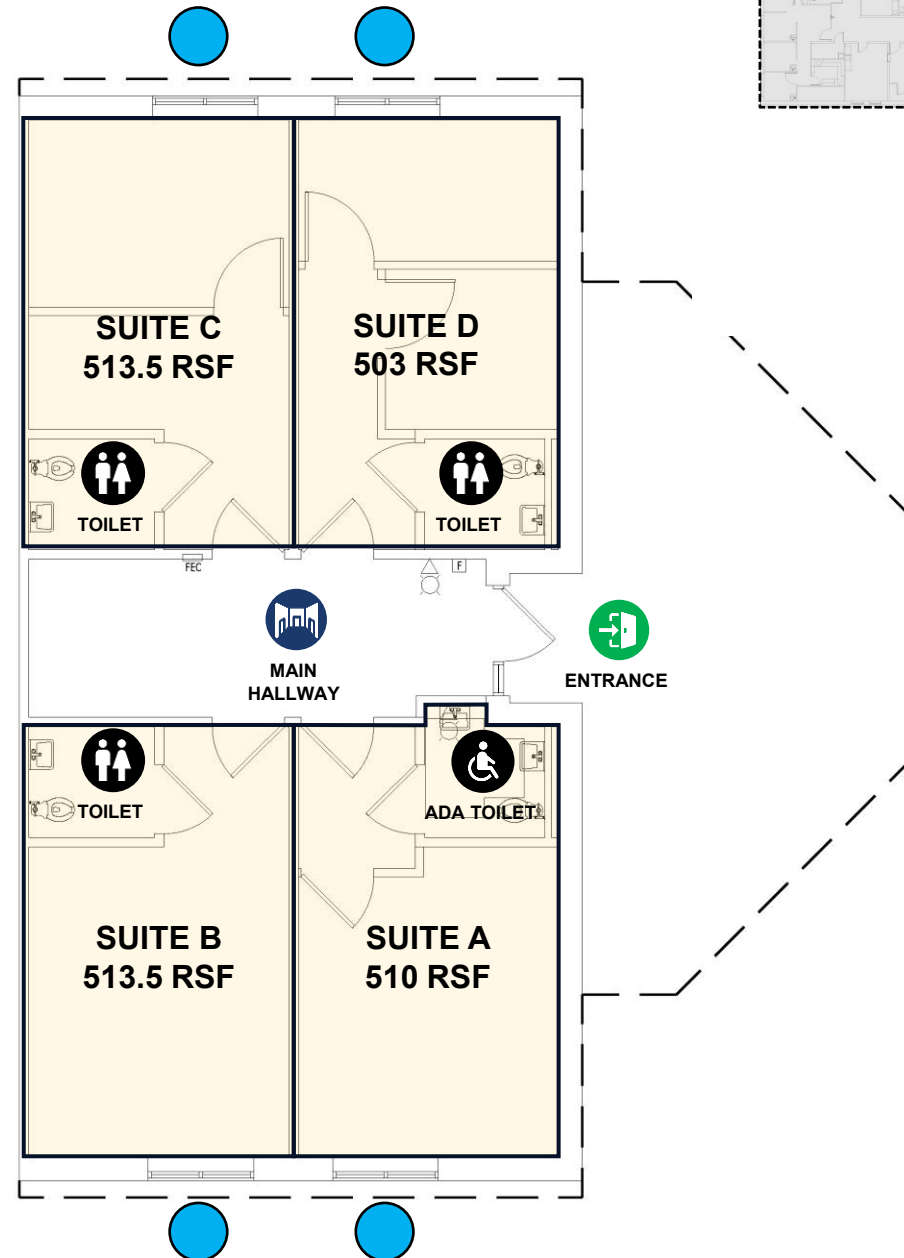 SUITE C
513.5 RSF
SUITE D
503 RSF
TOILET
TOILET
FEC
F
MAIN
HALLWAY
ENTRANCE
TOILET
ADA TOILET
SUITE B
513.5 RSF
SUITE A
510 RSF